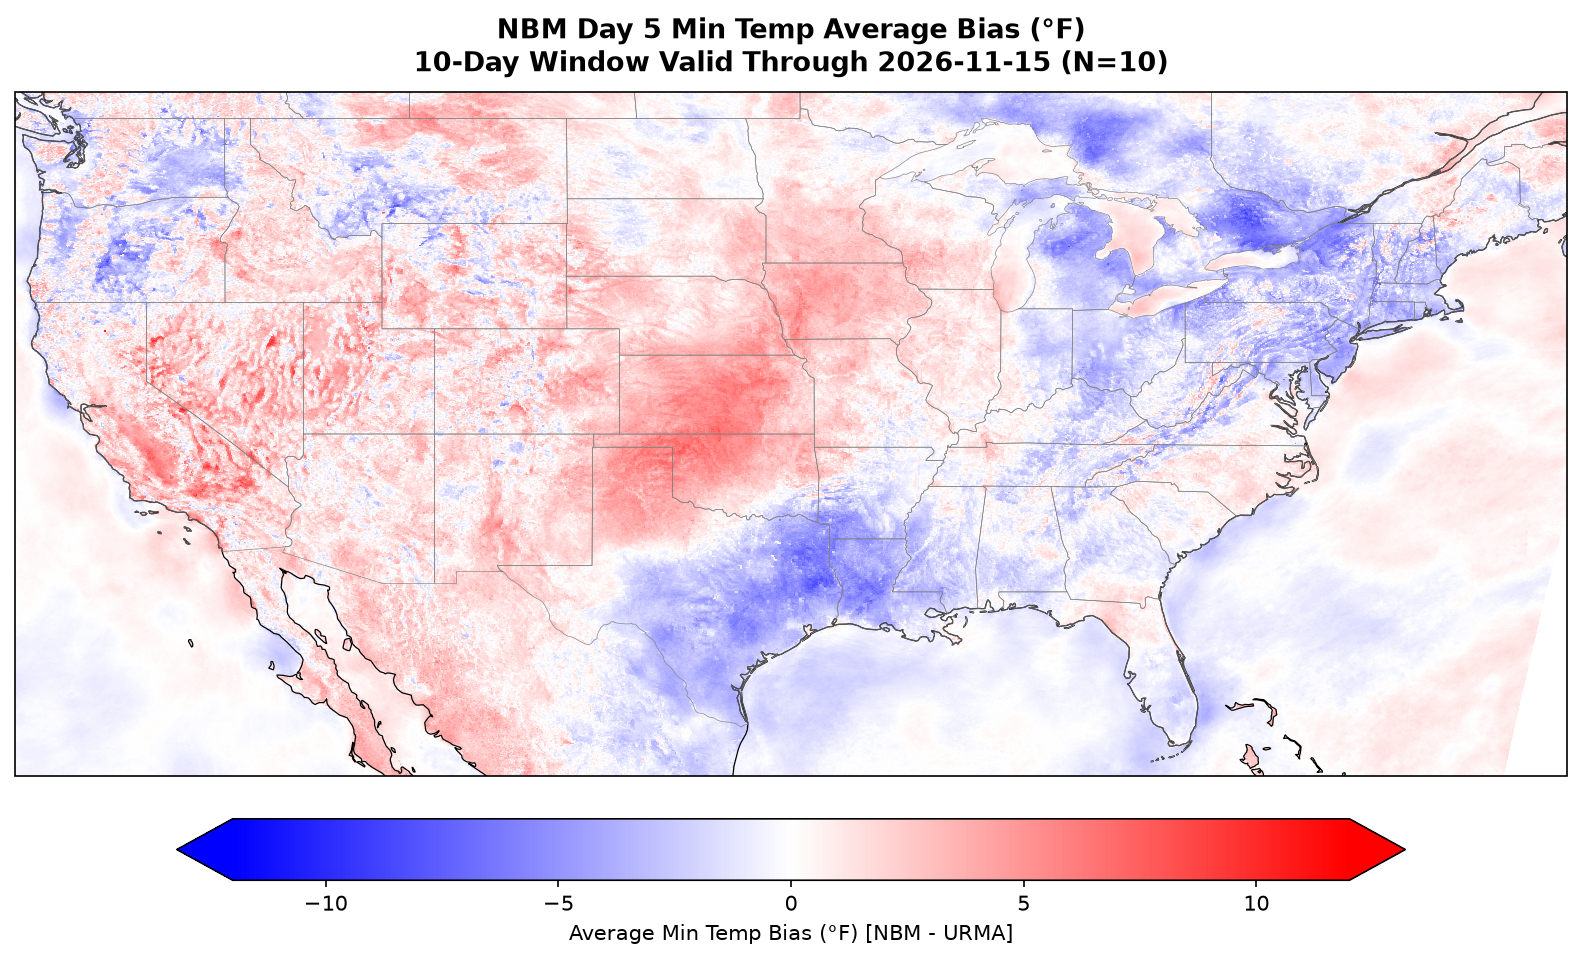 NBM Day 5 Min Temp Average Bias (°F)
10-Day Window Valid Through 2026-11-15 (N=10)
−10 −5 0 5 10
Average Min Temp Bias (°F) [NBM - URMA]